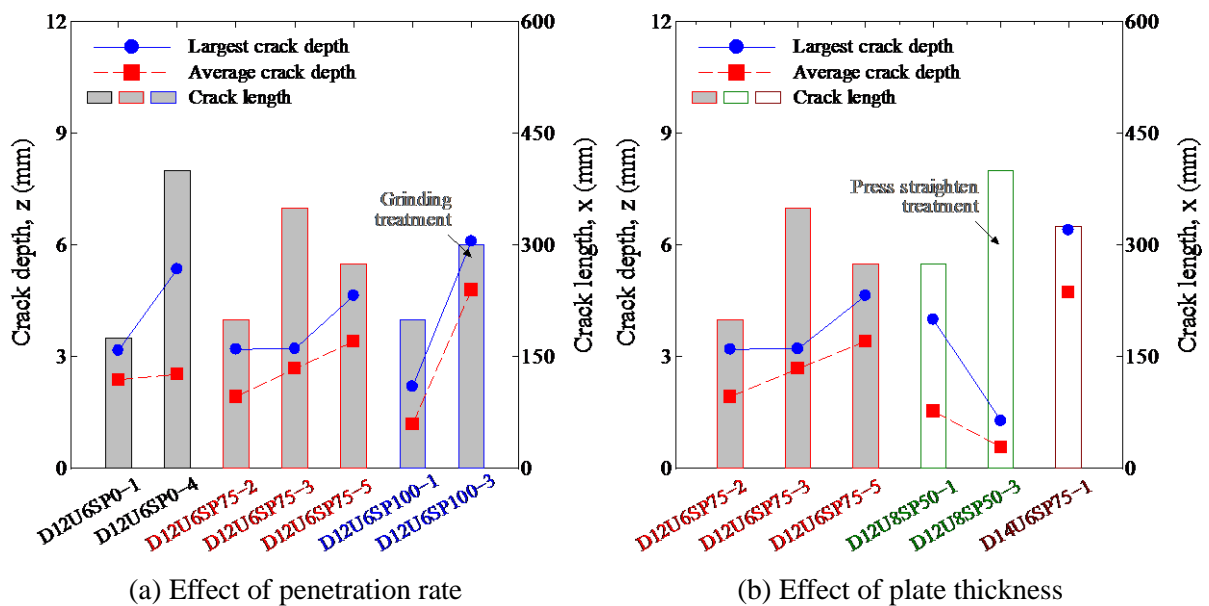 12
9
6
3
0
Crack depth, z (mm)
Largest crack depth
Average crack depth
Crack length
Grinding
treatment
600
450
300
150
0
Crack length, x (mm)
D12U6SP0-1
D12U6SP0-4
D12U6SP75-2
D12U6SP75-3
D12U6SP75-5
D12U6SP100-1
D12U6SP100-3
(a) Effect of penetration rate
12
9
6
3
0
Crack depth, z (mm)
Largest crack depth
Average crack depth
Crack length
Press straighten
treatment
600
450
300
150
0
Crack length, x (mm)
D12U6SP75-2
D12U6SP75-3
D12U6SP75-5
D12U8SP50-1
D12U8SP50-3
D14U6SP75-1
(b) Effect of plate thickness